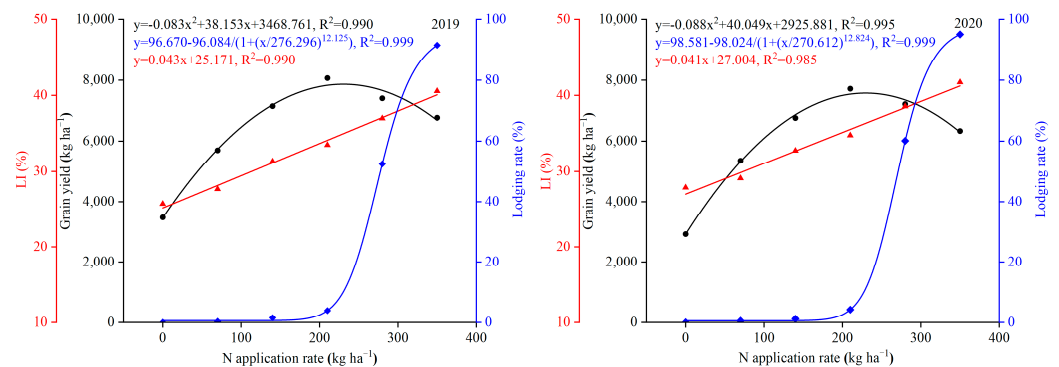 y=-0.083x²+38.153x+3468.761, R²=0.990 2019
y=96.670-96.084/(1+(x/276.296)^12.125), R²=0.999
y=0.043x+25.171, R²=0.990
50
40
30
20
10
LI (%)
10,000
8,000
6,000
4,000
2,000
0
Grain yield (kg ha⁻¹)
100
80
60
40
20
0
Lodging rate (%)
0 100 200 300 400
N application rate (kg ha⁻¹)
y=-0.088x²+40.049x+2925.881, R²=0.995 2020
y=98.581-98.024/(1+(x/270.612)^12.824), R²=0.999
y=0.041x+27.004, R²=0.985
50
40
30
20
10
LI (%)
10,000
8,000
6,000
4,000
2,000
0
Grain yield (kg ha⁻¹)
100
80
60
40
20
0
Lodging rate (%)
0 100 200 300 400
N application rate (kg ha⁻¹)